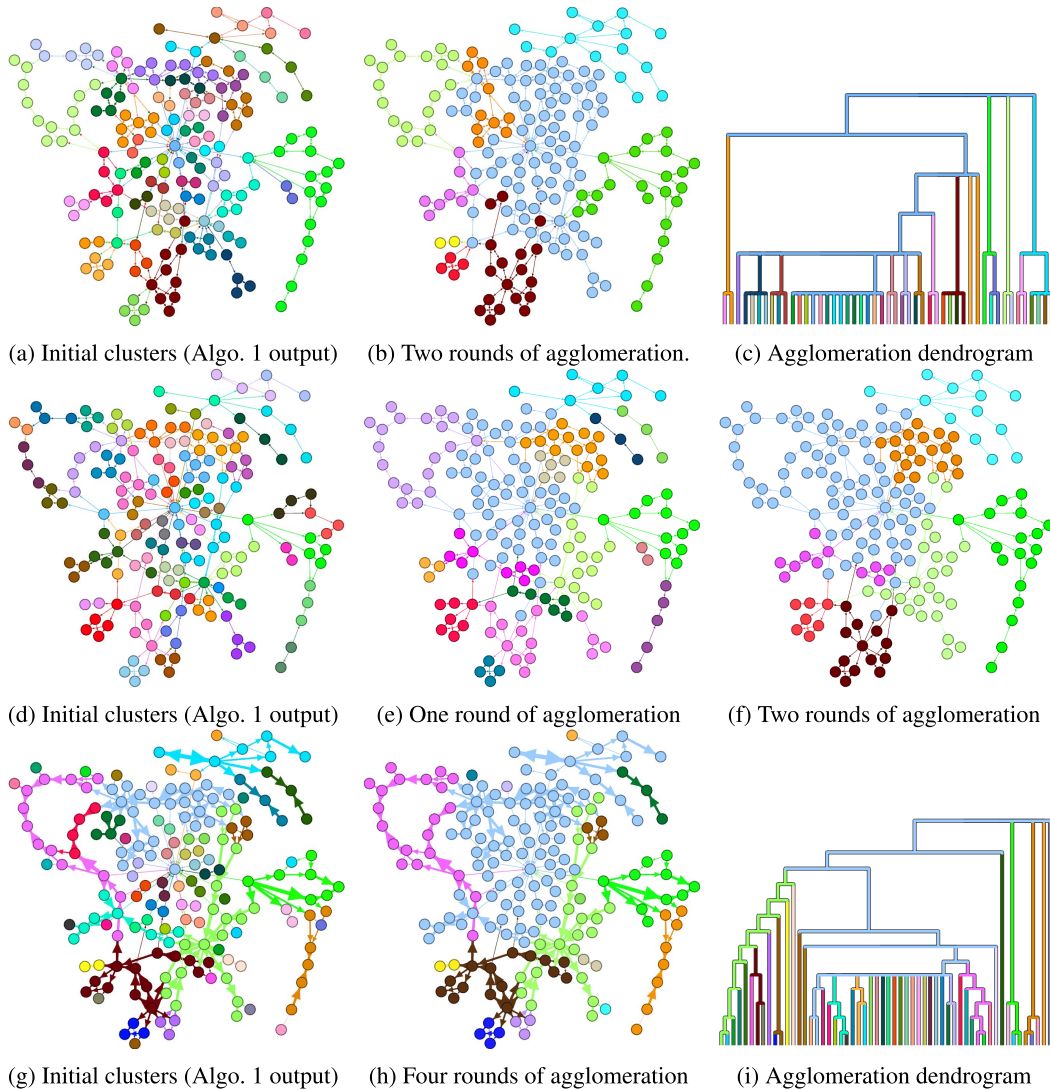 (a) Initial clusters (Algo. 1 output)
(b) Two rounds of agglomeration.
(c) Agglomeration dendrogram
(d) Initial clusters (Algo. 1 output)
(e) One round of agglomeration
(f) Two rounds of agglomeration
(g) Initial clusters (Algo. 1 output)
(h) Four rounds of agglomeration
(i) Agglomeration dendrogram